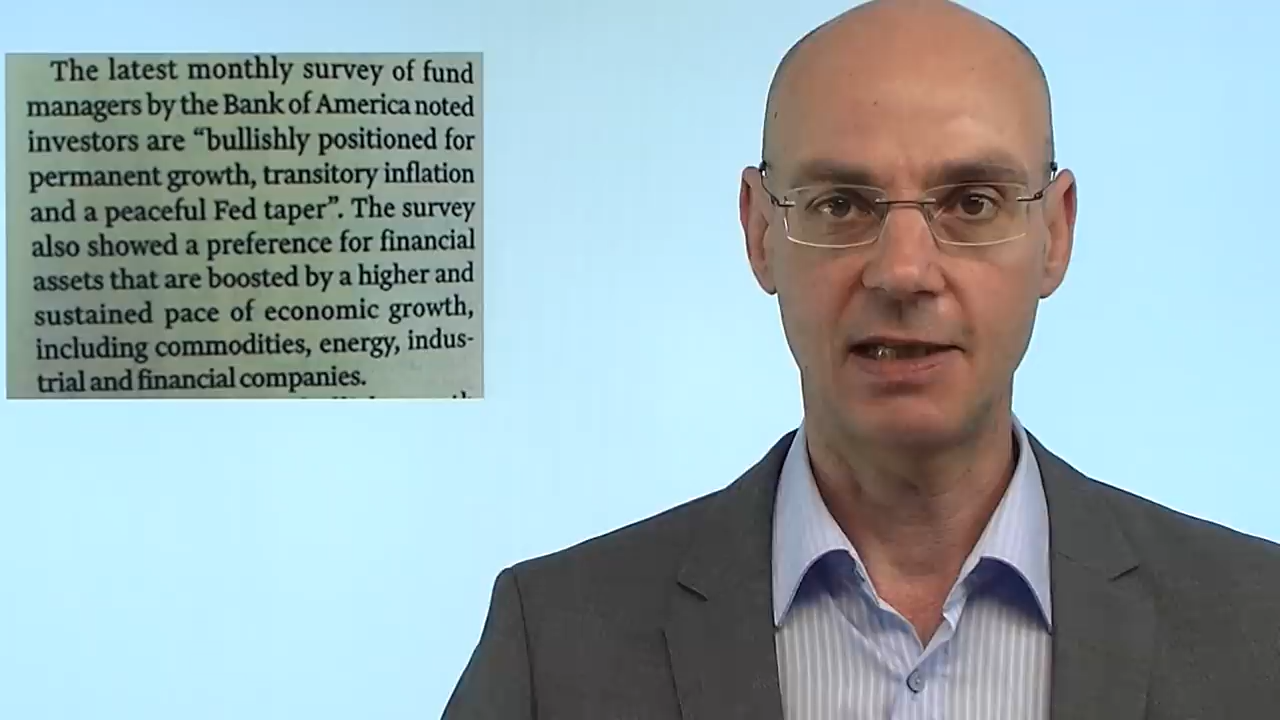 The latest monthly survey of fund
managers by the Bank of America noted
investors are “bullishly positioned for
permanent growth, transitory inflation
and a peaceful Fed taper”. The survey
also showed a preference for financial
assets that are boosted by a higher and
sustained pace of economic growth,
including commodities, energy, indus-
trial and financial companies.